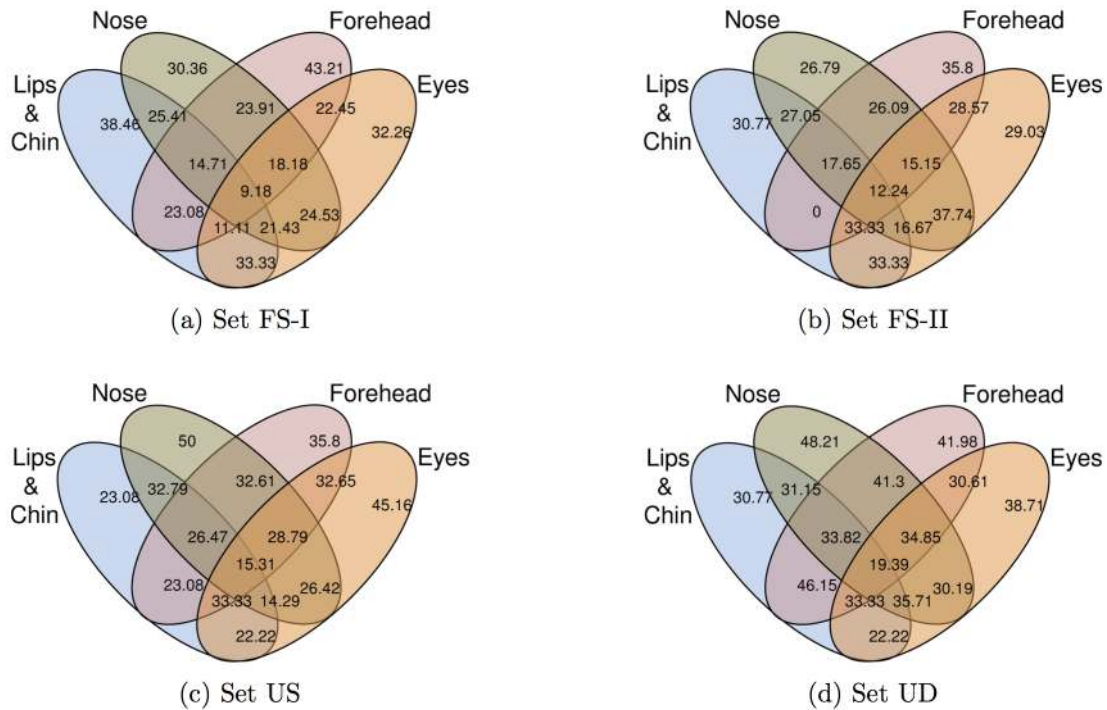 Nose Forehead
Lips & Chin
Eyes
30.36 43.21
38.46 25.41 23.91 22.45 32.26
14.71 18.18
9.18
23.08 11.11 21.43 24.53
33.33
(a) Set FS-I
Nose Forehead
Lips & Chin
Eyes
26.79 35.8
30.77 27.05 26.09 28.57 29.03
17.65 15.15
12.24
0 33.33 16.67 37.74
33.33
(b) Set FS-II
Nose Forehead
Lips & Chin
Eyes
50 35.8
23.08 32.79 32.61 32.65 45.16
26.47 28.79
15.31
23.08 33.33 14.29 26.42
22.22
(c) Set US
Nose Forehead
Lips & Chin
Eyes
48.21 41.98
30.77 31.15 41.3 30.61 38.71
33.82 34.85
19.39
46.15 33.33 35.71 30.19
22.22
(d) Set UD